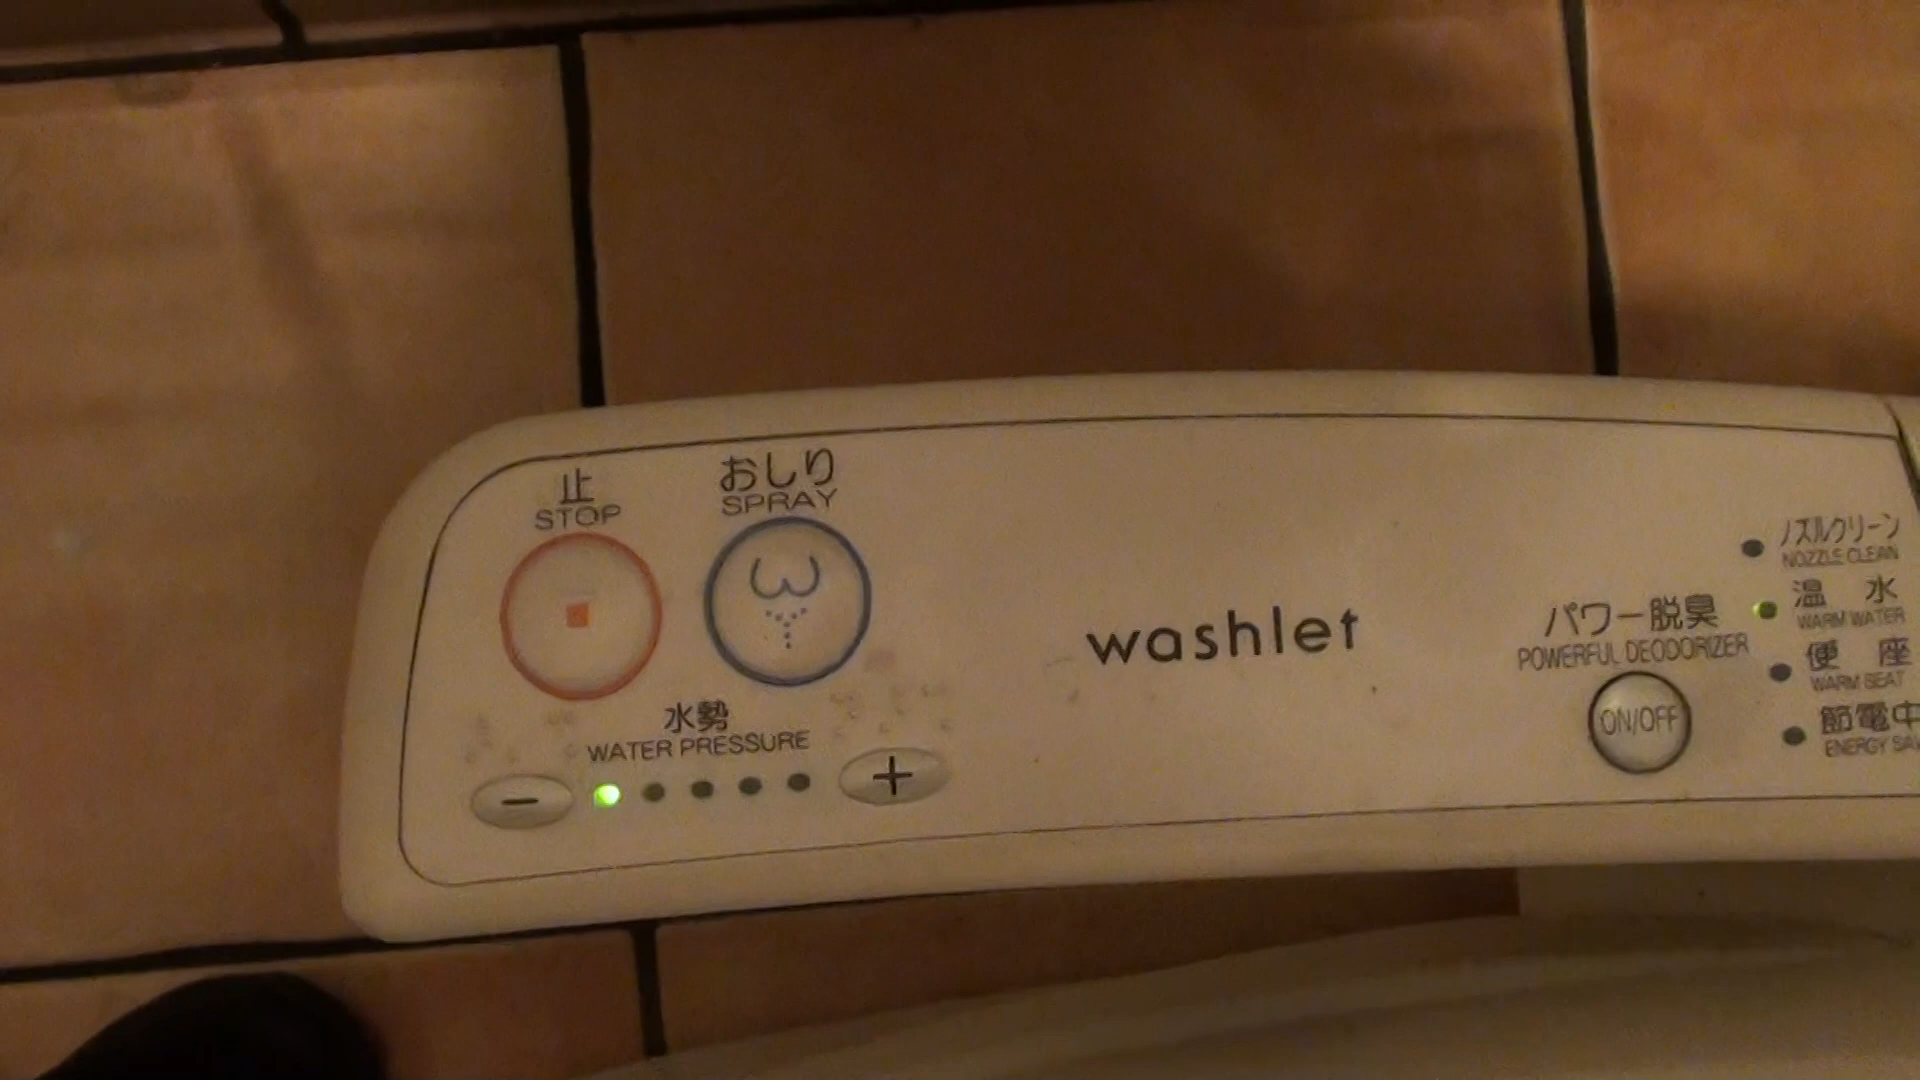 止
STOP
おしり
SPRAY
水勢
WATER PRESSURE
−
+
washlet
パワー脱臭
POWERFUL DEODORIZER
ON/OFF
ノズルクリーン
NOZZLE CLEAN
温 水
WARM WATER
便 座
WARM SEAT
節電中
ENERGY